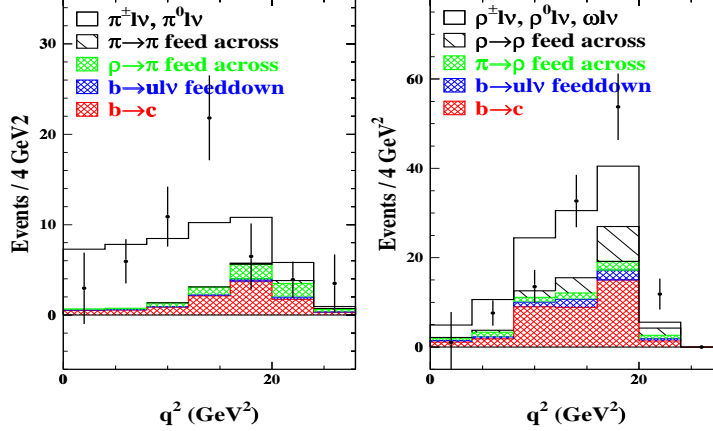 π±lν, π0lν
π→π feed across
ρ→π feed across
b→ulν feeddown
b→c
Events / 4 GeV2
30
20
10
0
0
20
q2 (GeV2)
ρ±lν, ρ0lν, ωlν
ρ→ρ feed across
π→ρ feed across
b→ulν feeddown
b→c
Events / 4 GeV2
60
40
20
0
0
20
q2 (GeV2)